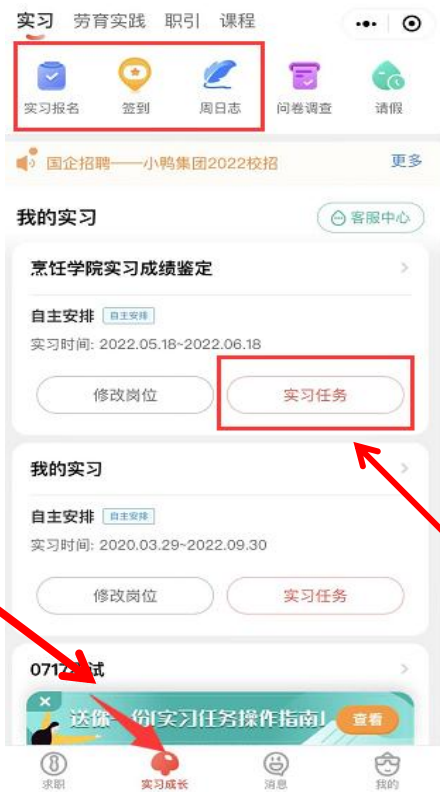 实习 劳育实践 职引 课程
实习报名 签到 周日志 问卷调查 请假
国企招聘——小鸭集团2022校招 更多
我的实习 客服中心
烹饪学院实习成绩鉴定
自主安排 自主安排
实习时间: 2022.05.18~2022.06.18
修改岗位 实习任务
我的实习
自主安排 自主安排
实习时间: 2020.03.29~2022.09.30
修改岗位 实习任务
0717 试
送你一份[实习任务操作指南] 查看
求职 实习成长 消息 我的